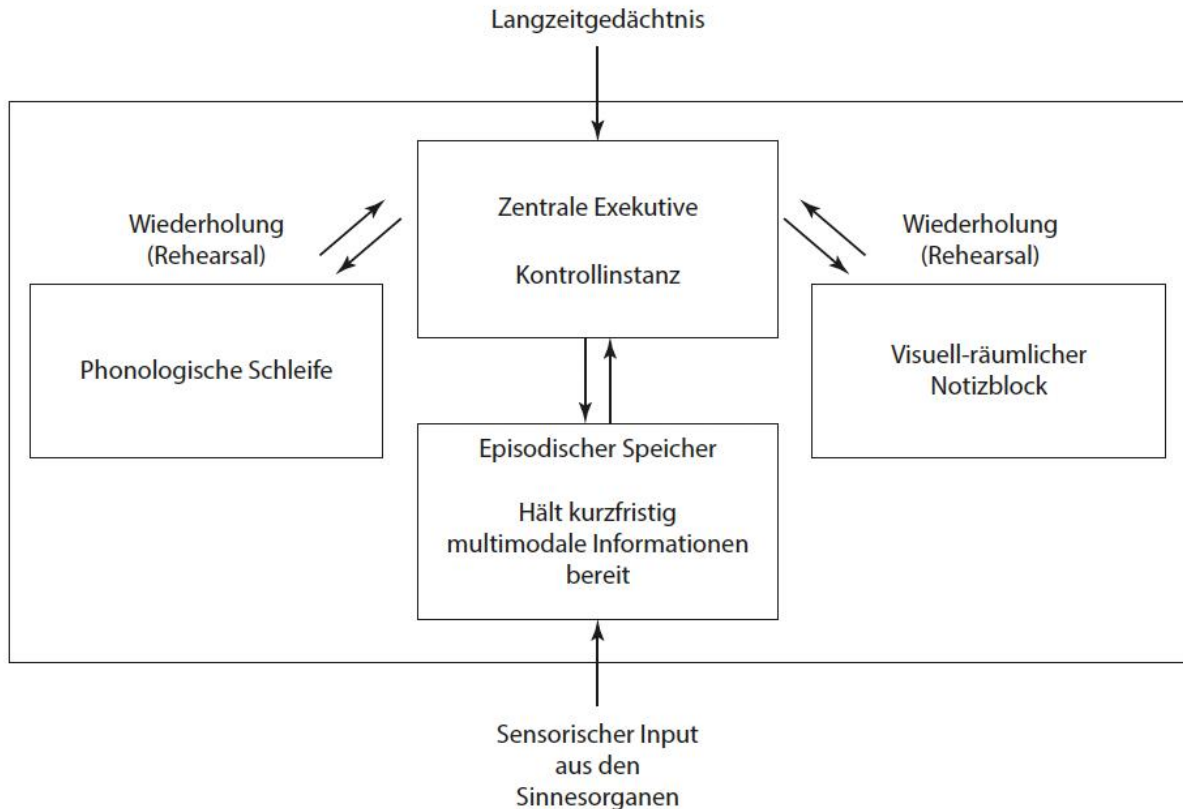 Langzeitgedächtnis
Zentrale Exekutive
Kontrollinstanz
Wiederholung
(Rehearsal)
Wiederholung
(Rehearsal)
Phonologische Schleife
Visuell-räumlicher
Notizblock
Episodischer Speicher
Hält kurzfristig
multimodale Informationen
bereit
Sensorischer Input
aus den
Sinnesorganen